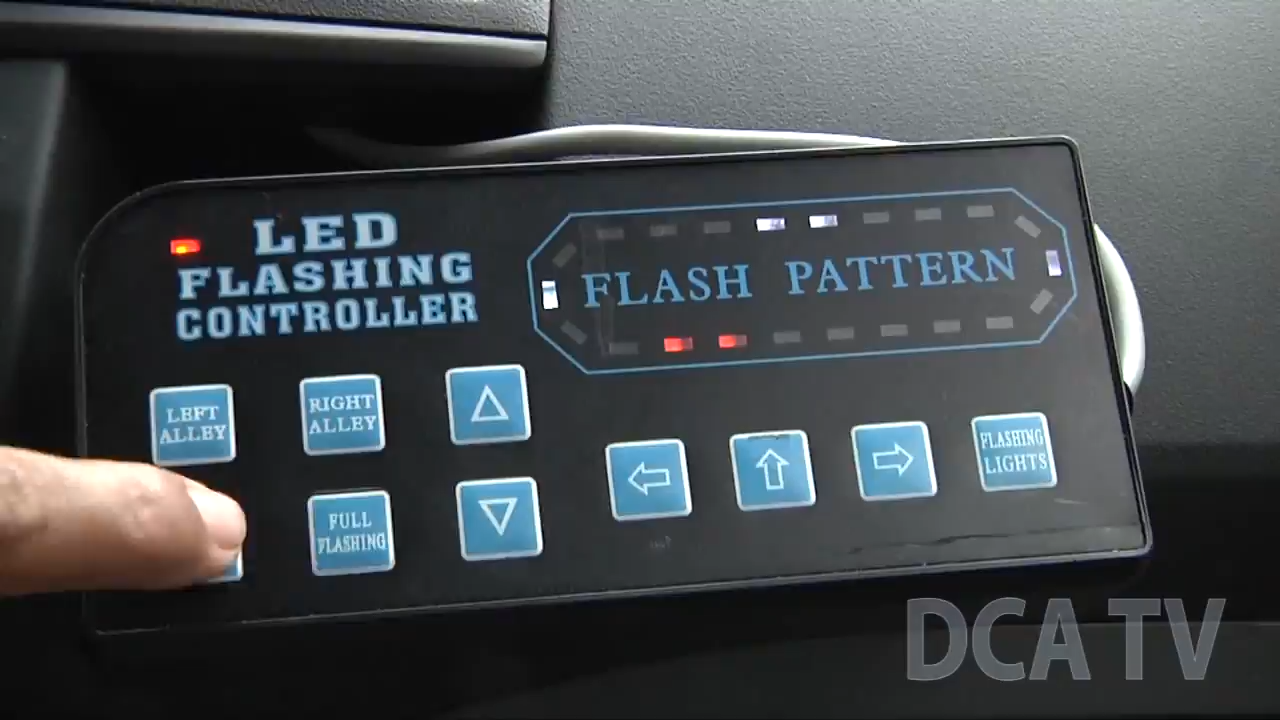 LED
FLASHING
CONTROLLER
FLASH PATTERN
LEFT
ALLEY
RIGHT
ALLEY
FULL
FLASHING
FLASHING
LIGHTS
DCA TV